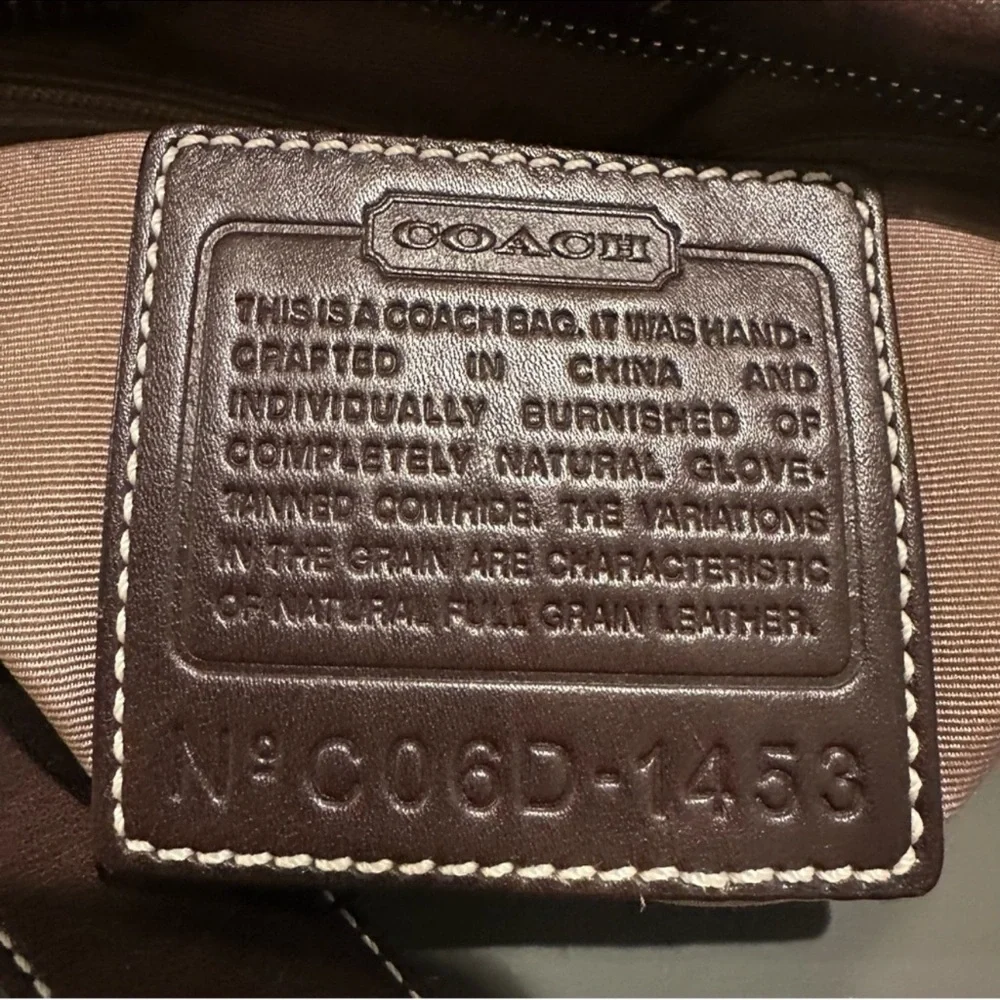 COACH
THIS IS A COACH BAG. IT WAS HAND-
CRAFTED IN CHINA AND
INDIVIDUALLY BURNISHED OF
COMPLETELY NATURAL GLOVE-
TANNED COWHIDE. THE VARIATIONS
IN THE GRAIN ARE CHARACTERISTIC
OF NATURAL FULL GRAIN LEATHER.
Nº C06D-1453